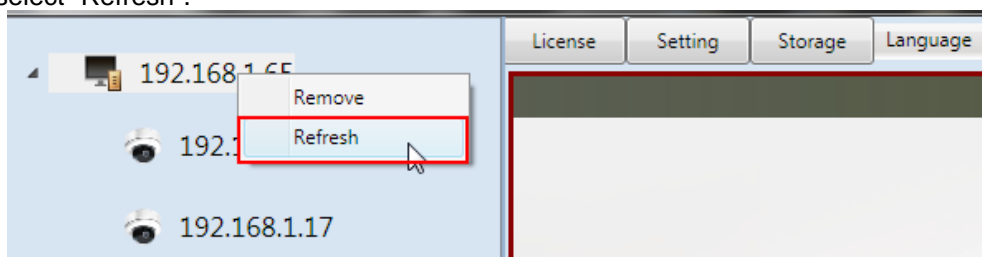 select "Refresh".
License Setting Storage Language
192.168.1.65
Remove
Refresh
192.1
192.168.1.17